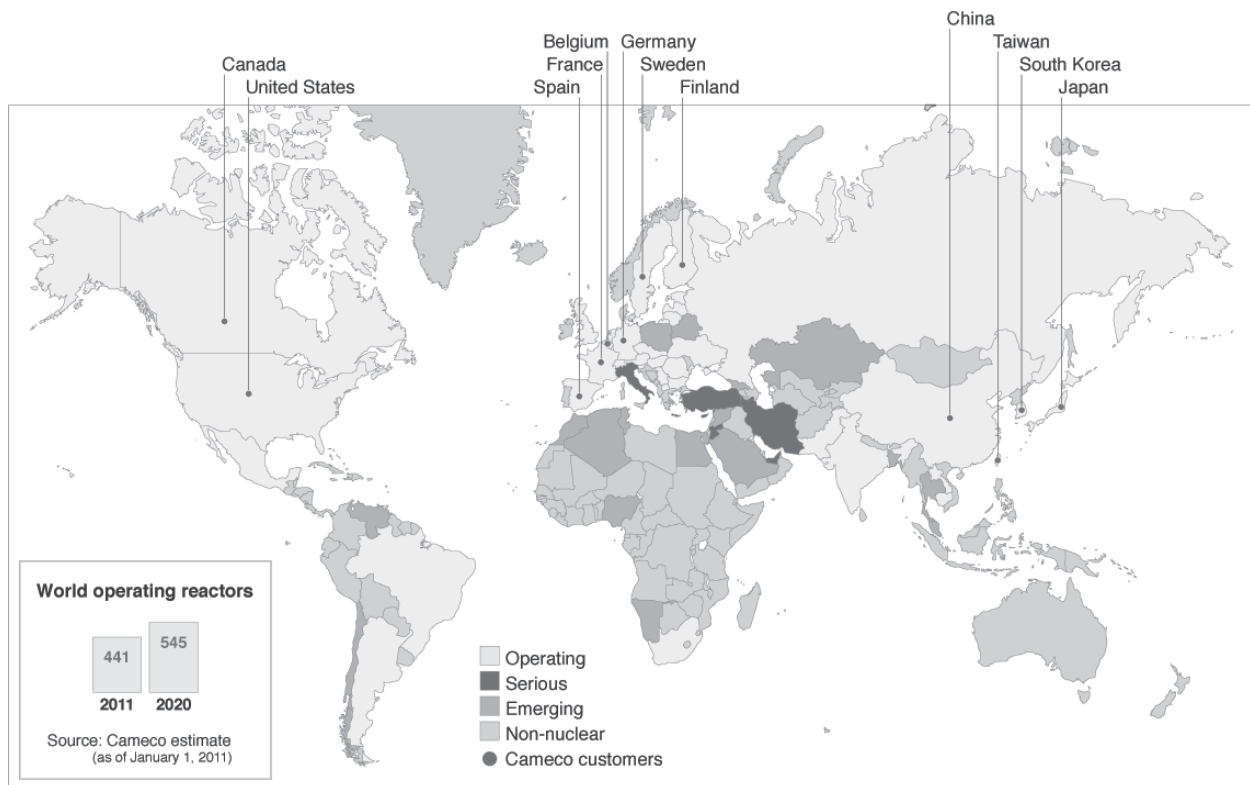 China
Belgium Germany Taiwan
Canada France Sweden South Korea
United States Spain Finland Japan
World operating reactors
441 545
2011 2020
Source: Cameco estimate
(as of January 1, 2011)
Operating
Serious
Emerging
Non-nuclear
Cameco customers